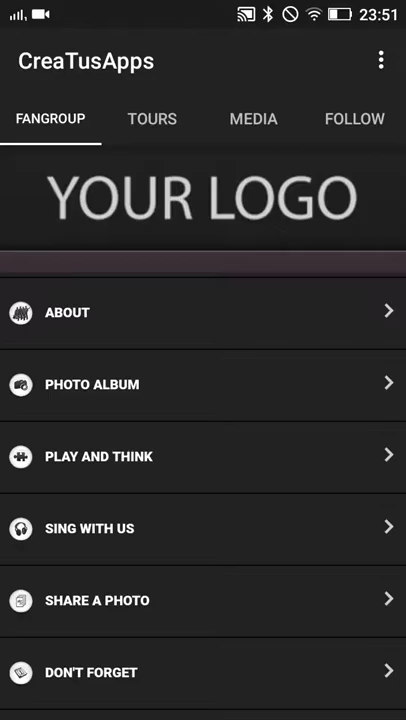 23:51
CreaTusApps
FANGROUP TOURS MEDIA FOLLOW
YOUR LOGO
ABOUT
PHOTO ALBUM
PLAY AND THINK
SING WITH US
SHARE A PHOTO
DON'T FORGET